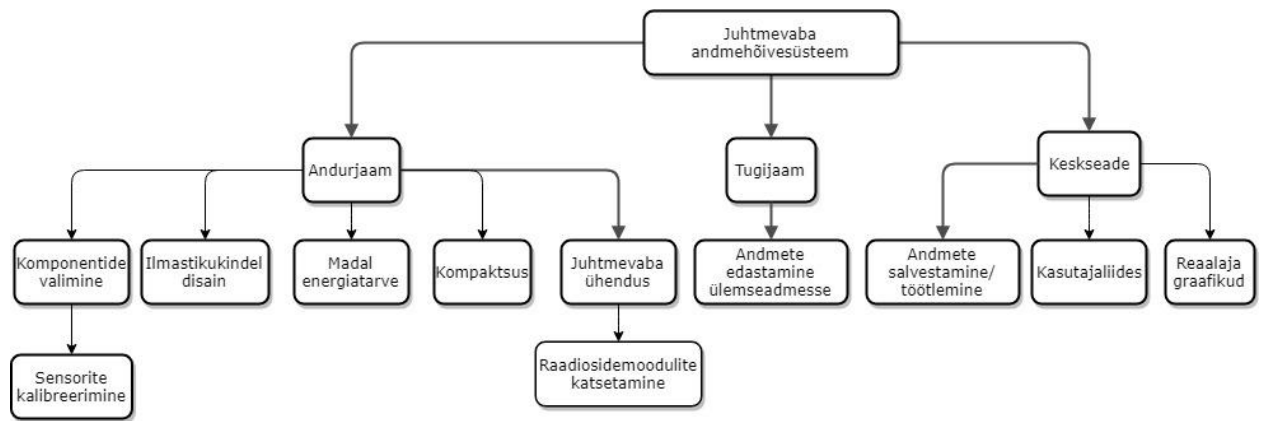 Juhtmevaba
andmehõivesüsteem
Andurjaam
Tugijaam
Keskseade
Komponentide
valimine
Ilmastikukindel
disain
Madal
energiatarve
Kompaktsus
Juhtmevaba
ühendus
Andmete
edastamine
ülemseadmesse
Andmete
salvestamine/
töötlemine
Kasutajaliides
Reaalaja
graafikud
Sensorite
kalibreerimine
Raadiosidemoodulite
katsetamine